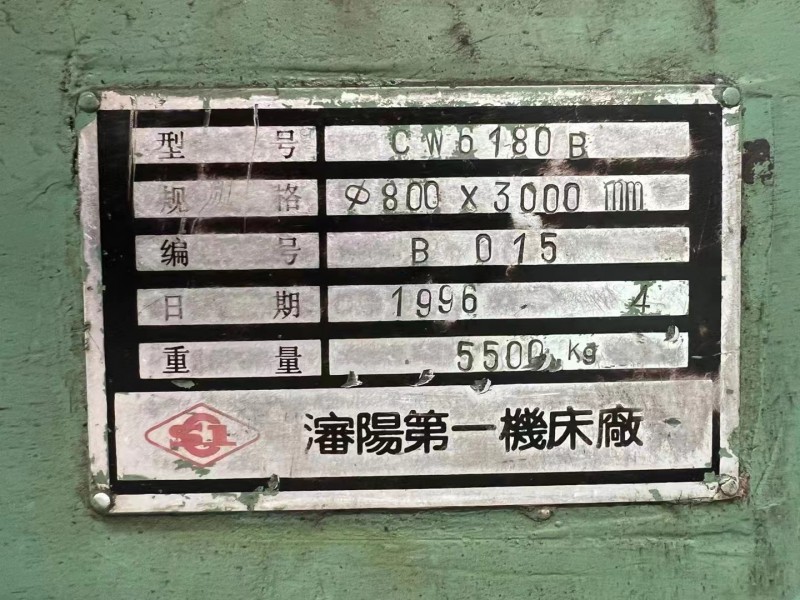 型号 CW6180B
规格 φ800 x 3000 mm
编号 B 015
日期 1996 4
重量 5500 kg
瀋陽第一機床廠